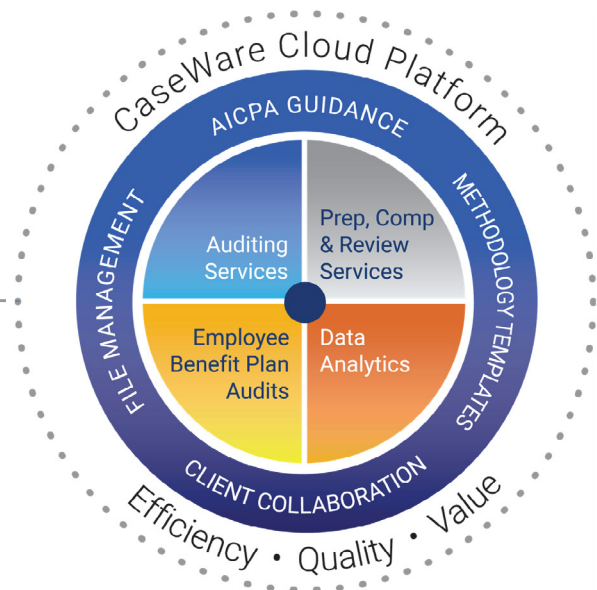 CaseWare Cloud Platform
AICPA GUIDANCE
METHODOLOGY TEMPLATES
CLIENT COLLABORATION
FILE MANAGEMENT
Auditing
Services
Prep, Comp
& Review
Services
Employee
Benefit Plan
Audits
Data
Analytics
Efficiency • Quality • Value